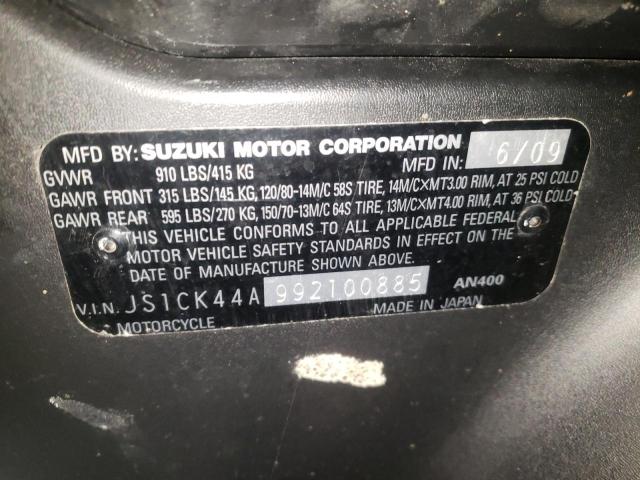 MFD BY: SUZUKI MOTOR CORPORATION
GVWR 910 LBS/415 KG MFD IN: 6/09
GAWR FRONT 315 LBS/145 KG, 120/80-14M/C 58S TIRE, 14M/C×MT3.00 RIM, AT 25 PSI COLD
GAWR REAR 595 LBS/270 KG, 150/70-13M/C 64S TIRE, 13M/C×MT4.00 RIM, AT 36 PSI COLD
THIS VEHICLE CONFORMS TO ALL APPLICABLE FEDERAL
MOTOR VEHICLE SAFETY STANDARDS IN EFFECT ON THE
DATE OF MANUFACTURE SHOWN ABOVE.
V.I.N. JS1CK44A992100885 AN400
MOTORCYCLE MADE IN JAPAN